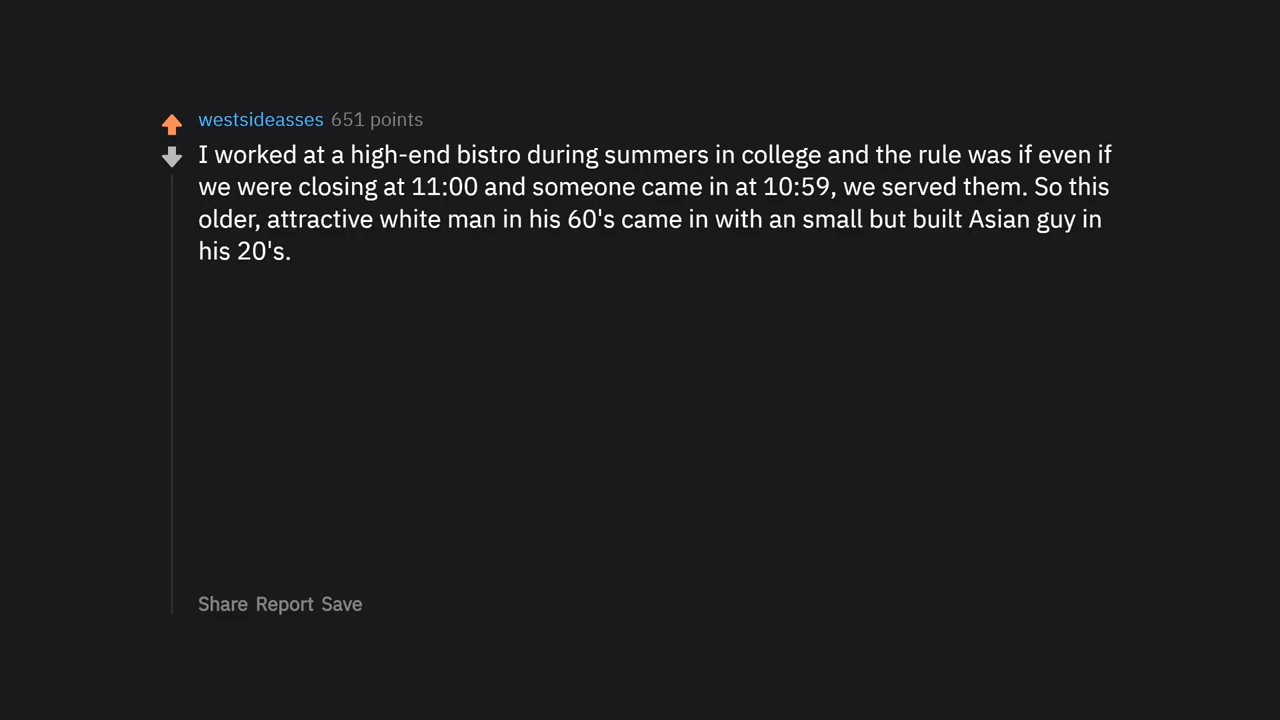 westsideasses 651 points
I worked at a high-end bistro during summers in college and the rule was if even if
we were closing at 11:00 and someone came in at 10:59, we served them. So this
older, attractive white man in his 60's came in with an small but built Asian guy in
his 20's.
Share Report Save